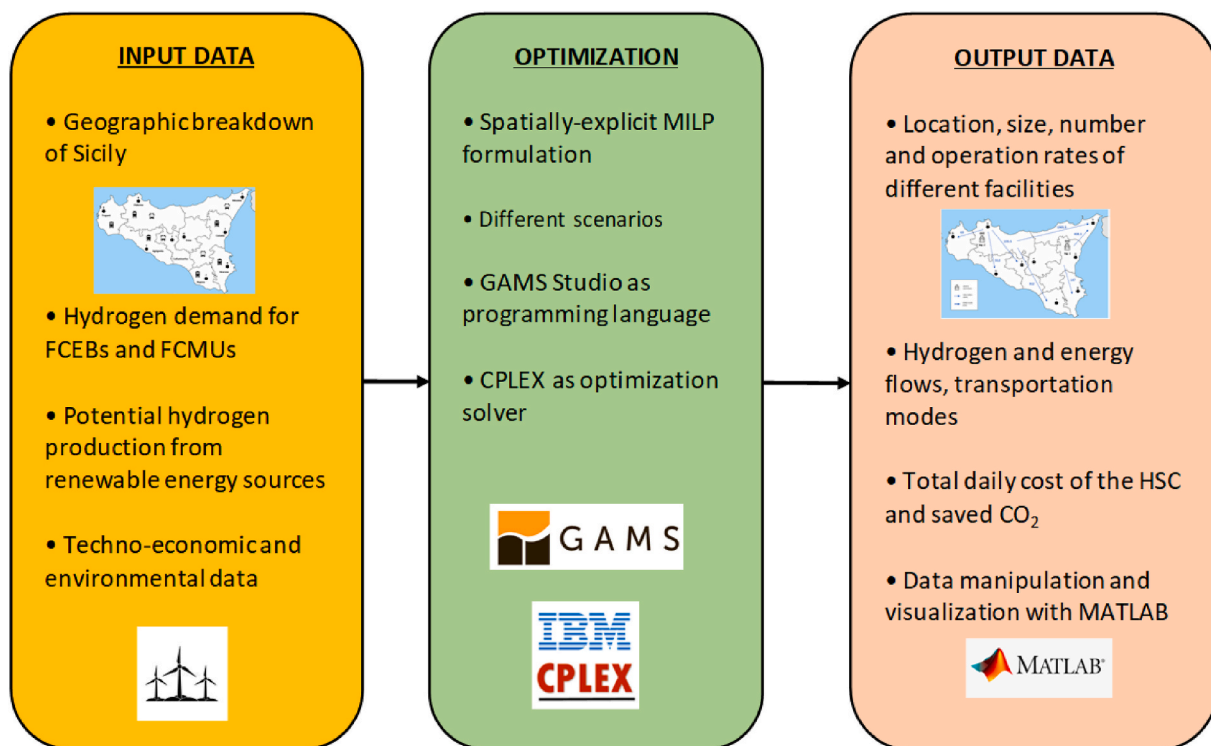 INPUT DATA
• Geographic breakdown
of Sicily
• Hydrogen demand for
FCEBs and FCMUs
• Potential hydrogen
production from
renewable energy sources
• Techno-economic and
environmental data
OPTIMIZATION
• Spatially-explicit MILP
formulation
• Different scenarios
• GAMS Studio as
programming language
• CPLEX as optimization
solver
GAMS
IBM
CPLEX
OUTPUT DATA
• Location, size, number
and operation rates of
different facilities
• Hydrogen and energy
flows, transportation
modes
• Total daily cost of the HSC
and saved CO₂
• Data manipulation and
visualization with MATLAB
MATLAB®